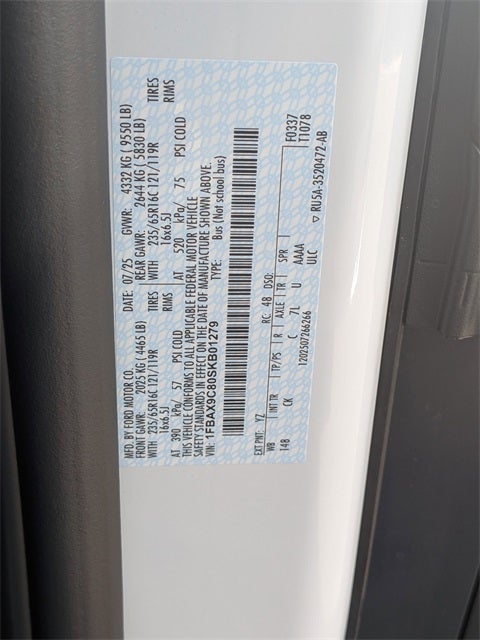 MFD. BY FORD MOTOR CO. DATE: 07/25 GVWR: 4332 KG ( 9550 LB)
FRONT GAWR: 2025 KG ( 4465 LB) REAR GAWR: 2644 KG ( 5830 LB)
WITH 235/65R16C 121/119R TIRES WITH 235/65R16C 121/119R TIRES
16x6.5J RIMS 16x6.5J RIMS
AT 390 kPa/ 57 PSI COLD AT 520 kPa/ 75 PSI COLD
THIS VEHICLE CONFORMS TO ALL APPLICABLE FEDERAL MOTOR VEHICLE
SAFETY STANDARDS IN EFFECT ON THE DATE OF MANUFACTURE SHOWN ABOVE.
VIN: 1FBAX9C80SKB01279 TYPE: Bus (Not school bus)
EXT PNT: YZ RC: 48 DSO: F0337
WB INT TR TP/PS R AXLE TR SPR T1078
148 CK C 7L U AAAA
1202507266266 ULC
▽ RU5A-3520472-AB